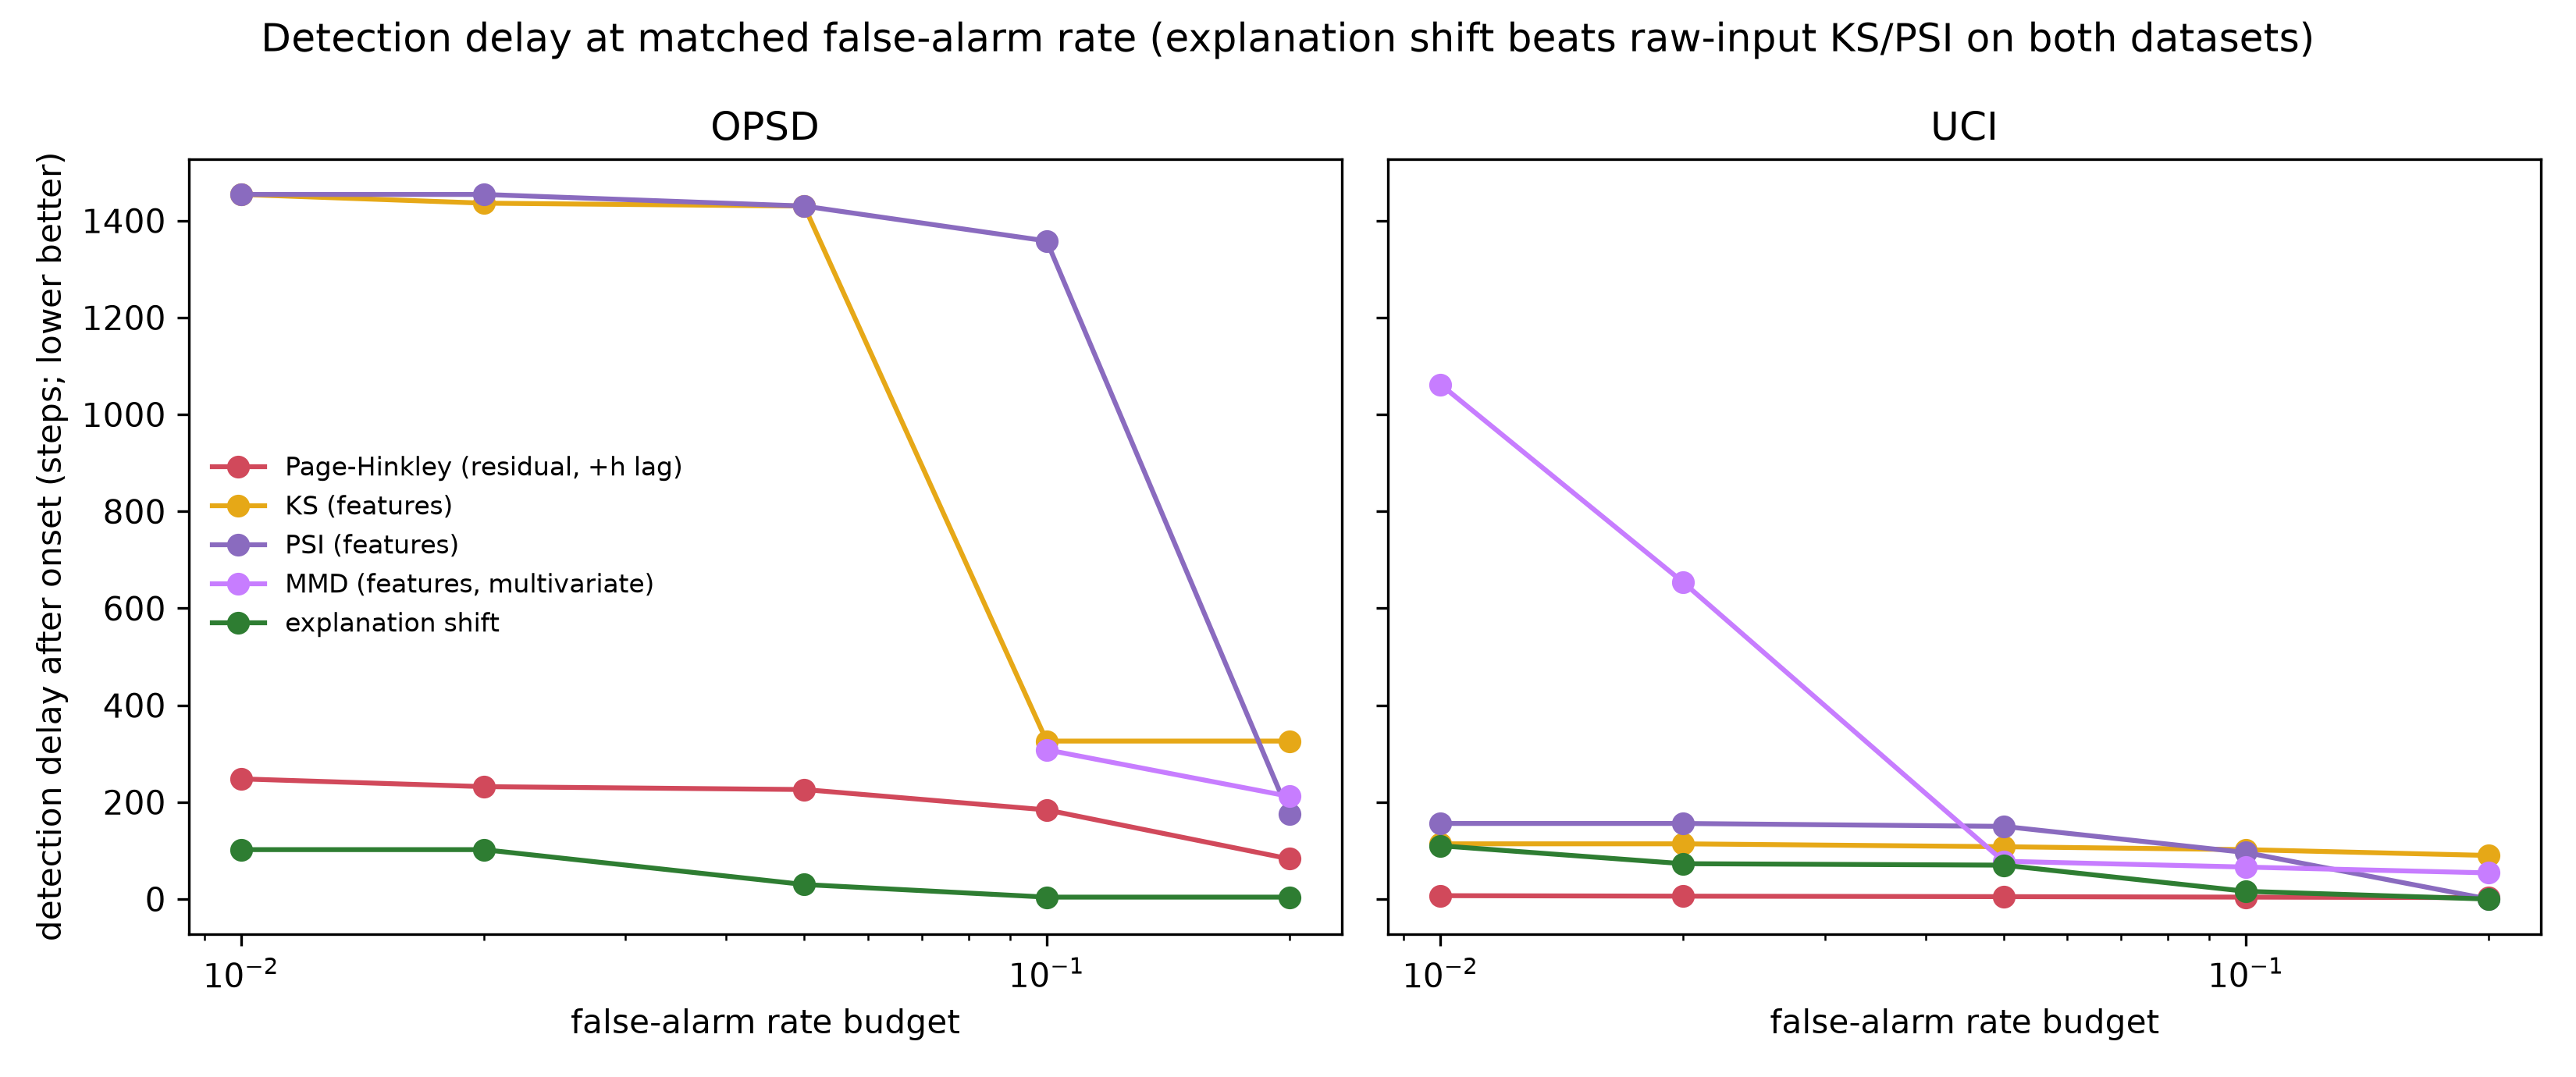 Detection delay at matched false-alarm rate (explanation shift beats raw-input KS/PSI on both datasets)
OPSD
UCI
detection delay after onset (steps; lower better)
1400
1200
1000
800
600
400
200
0
Page-Hinkley (residual, +h lag)
KS (features)
PSI (features)
MMD (features, multivariate)
explanation shift
10⁻²
10⁻¹
10⁻²
10⁻¹
false-alarm rate budget
false-alarm rate budget